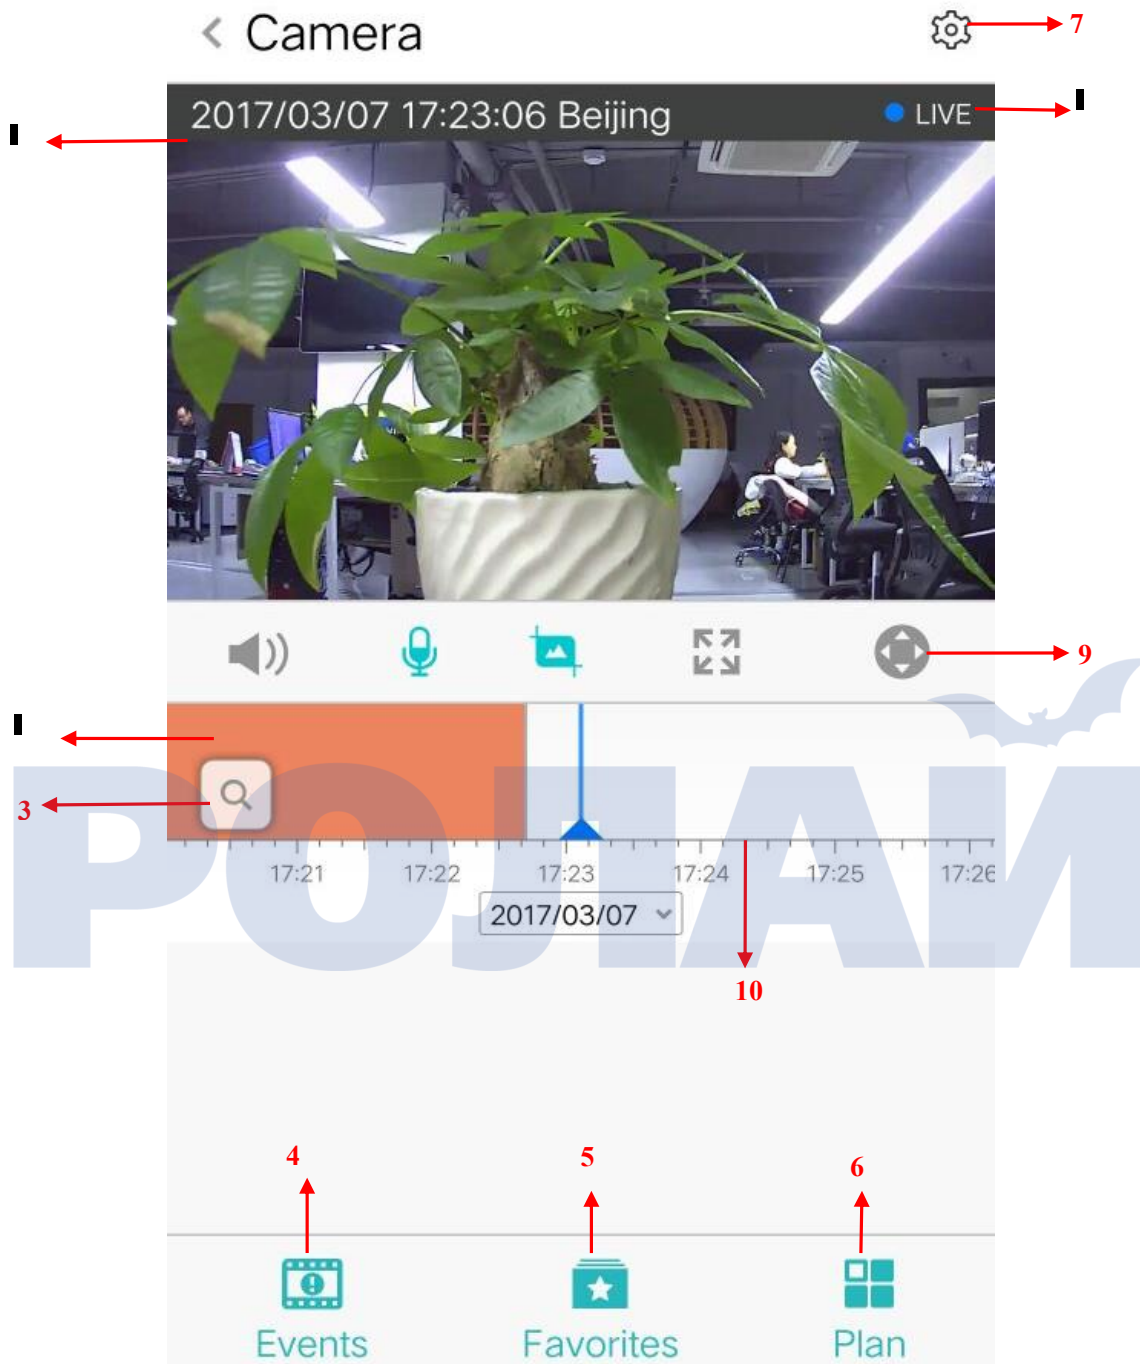 Camera
7
2017/03/07 17:23:06 Beijing
LIVE
9
3
17:21 17:22 17:23 17:24 17:25 17:26
2017/03/07
РОЛАЙ
10
4 5 6
Events Favorites Plan